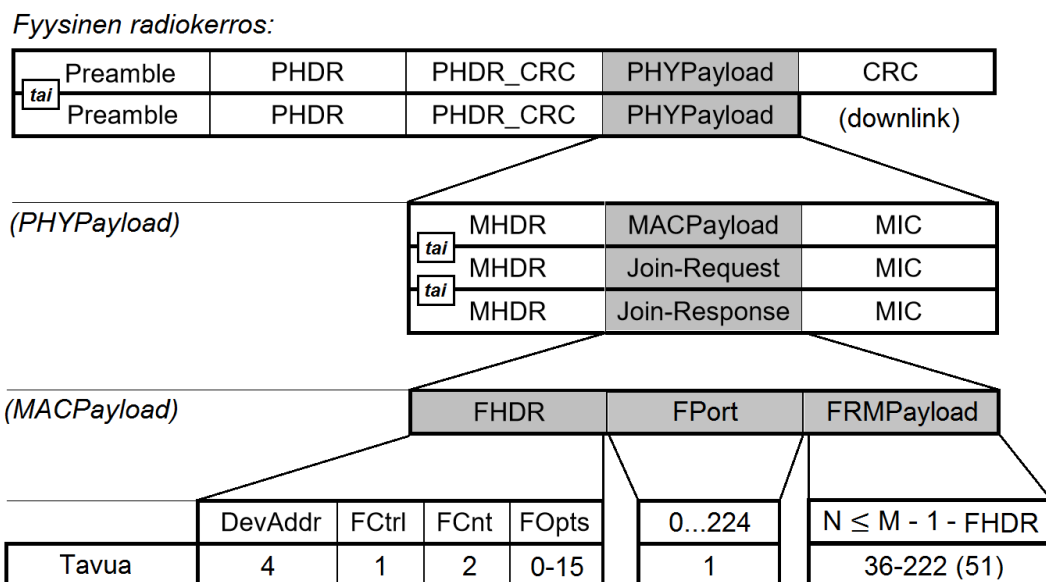 Fyysinen radiokerros:
Preamble PHDR PHDR_CRC PHYPayload CRC
tai
Preamble PHDR PHDR_CRC PHYPayload (downlink)
(PHYPayload) MHDR MACPayload MIC
tai
MHDR Join-Request MIC
tai
MHDR Join-Response MIC
(MACPayload) FHDR FPort FRMPayload
DevAddr FCtrl FCnt FOpts 0...224 N ≤ M - 1 - FHDR
Tavua 4 1 2 0-15 1 36-222 (51)